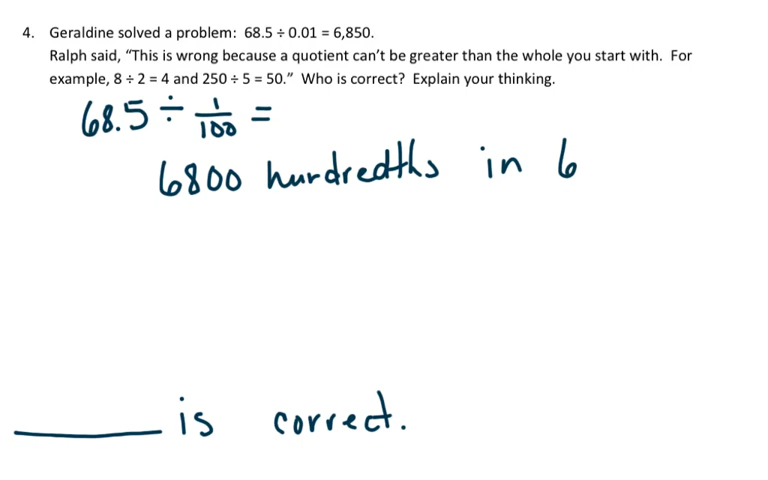 4. Geraldine solved a problem: 68.5 ÷ 0.01 = 6,850.
Ralph said, "This is wrong because a quotient can't be greater than the whole you start with. For
example, 8 ÷ 2 = 4 and 250 ÷ 5 = 50." Who is correct? Explain your thinking.
68.5 ÷ 1/100 =
6800 hurdredths in 6
______ is correct.